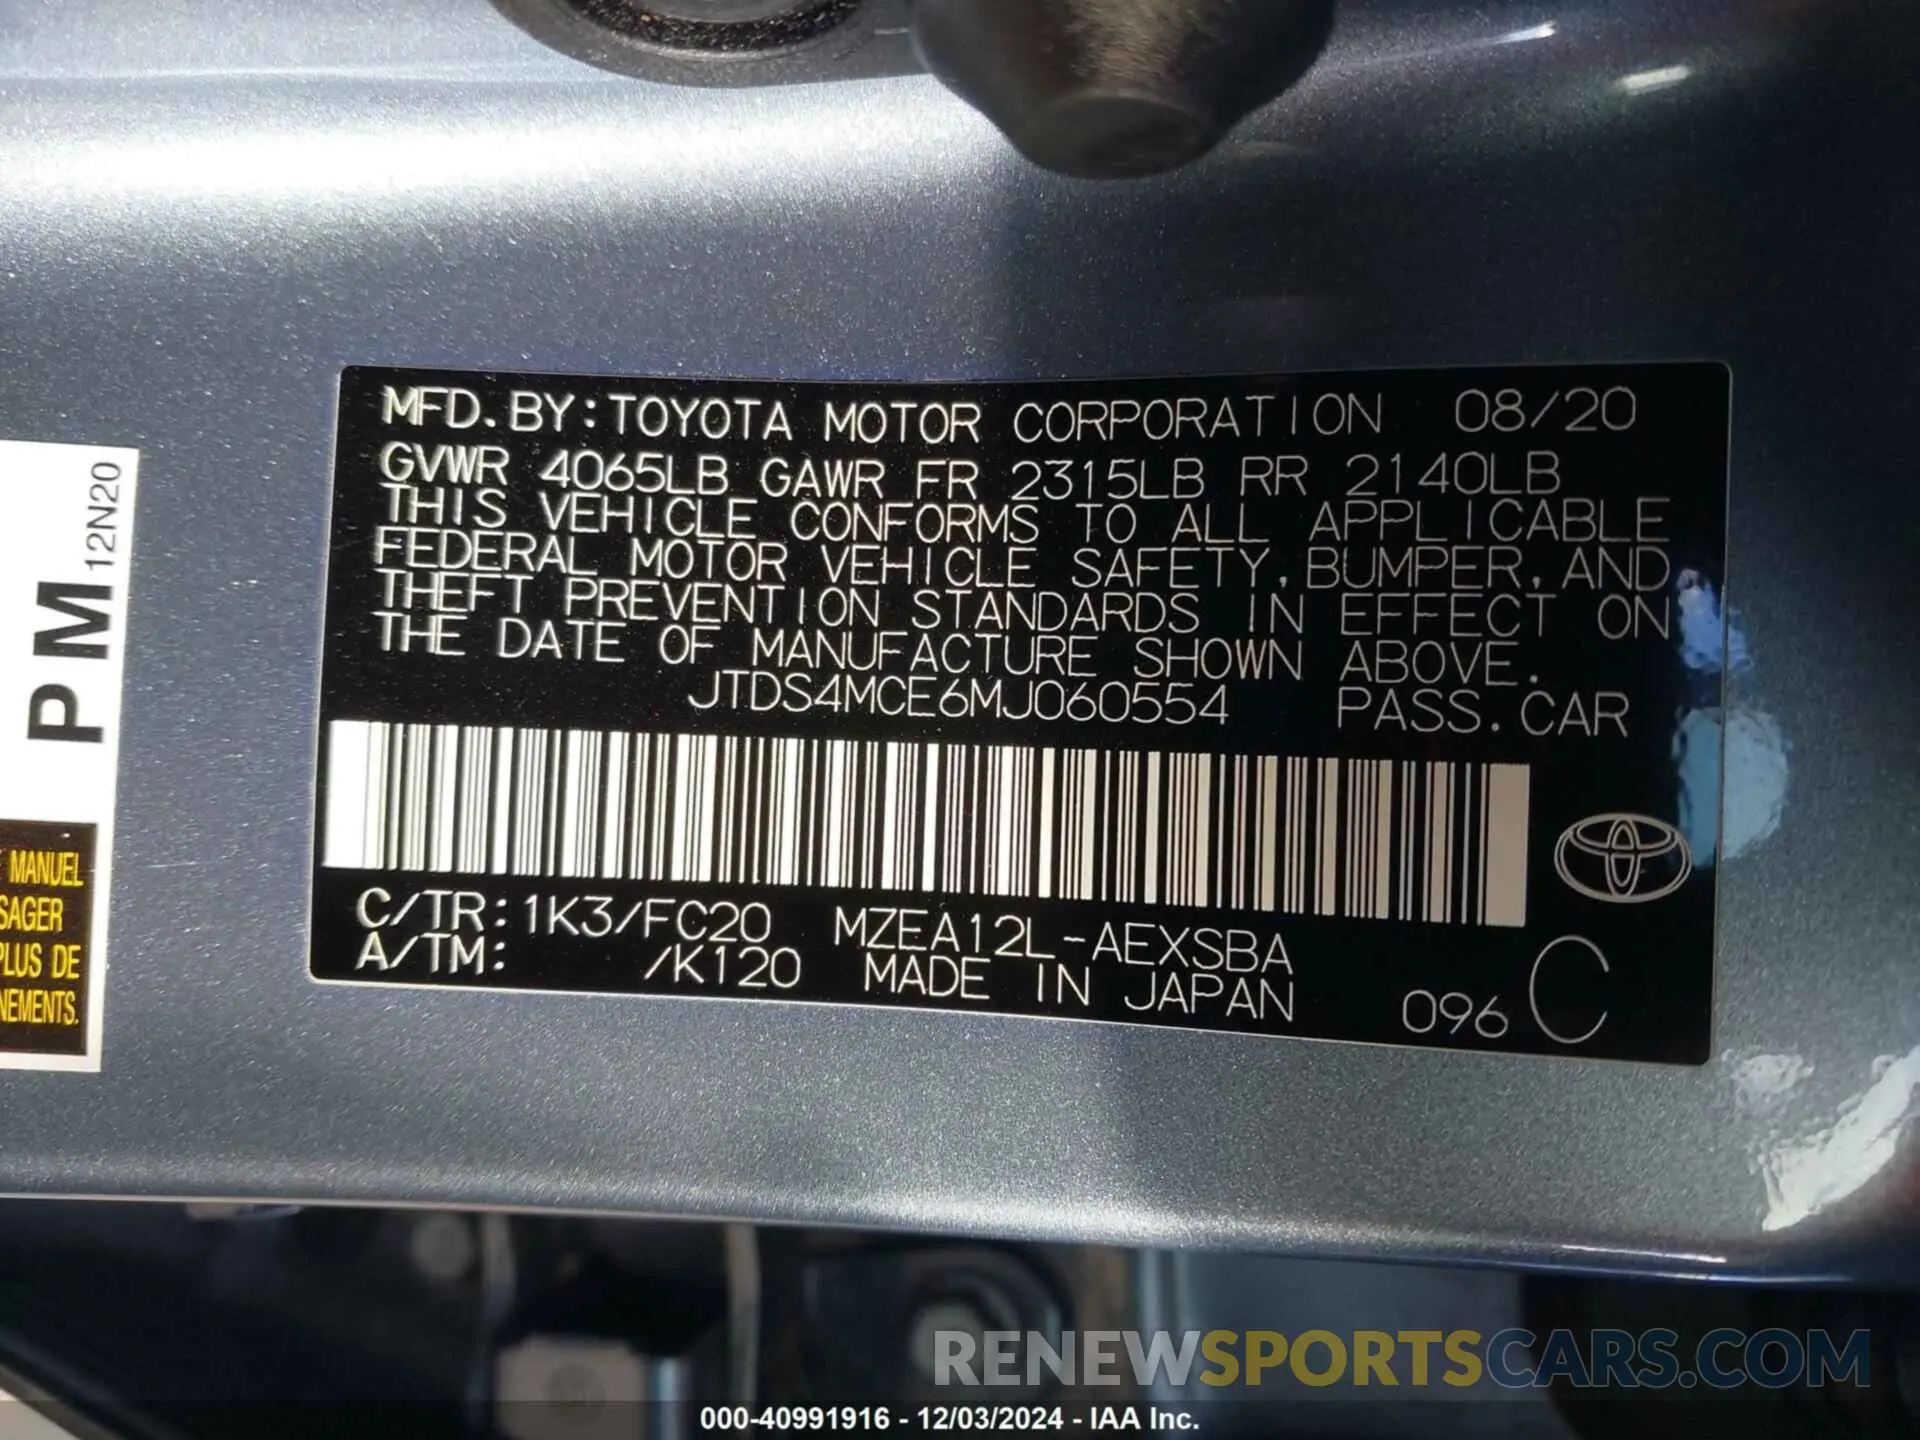 MFD. BY: TOYOTA MOTOR CORPORATION 08/20
GVWR 4065LB GAWR FR 2315LB RR 2140LB
THIS VEHICLE CONFORMS TO ALL APPLICABLE
FEDERAL MOTOR VEHICLE SAFETY, BUMPER, AND
THEFT PREVENTION STANDARDS IN EFFECT ON
THE DATE OF MANUFACTURE SHOWN ABOVE.
JTDS4MCE6MJ060554 PASS. CAR
C/TR: 1K3/FC20 MZEA12L-AEXSBA
A/TM: /K120 MADE IN JAPAN 096 C
PM 12N20
MANUEL
SAGER
PLUS DE
NEMENTS.
RENEWSPORTSCARS.COM
000-40991916 - 12/03/2024 - IAA Inc.